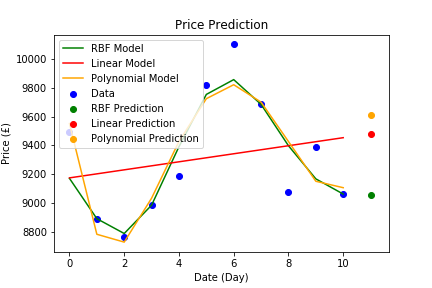 Price Prediction
RBF Model
Linear Model
Polynomial Model
Data
RBF Prediction
Linear Prediction
Polynomial Prediction
Price (£)
10000
9800
9600
9400
9200
9000
8800
0 2 4 6 8 10
Date (Day)